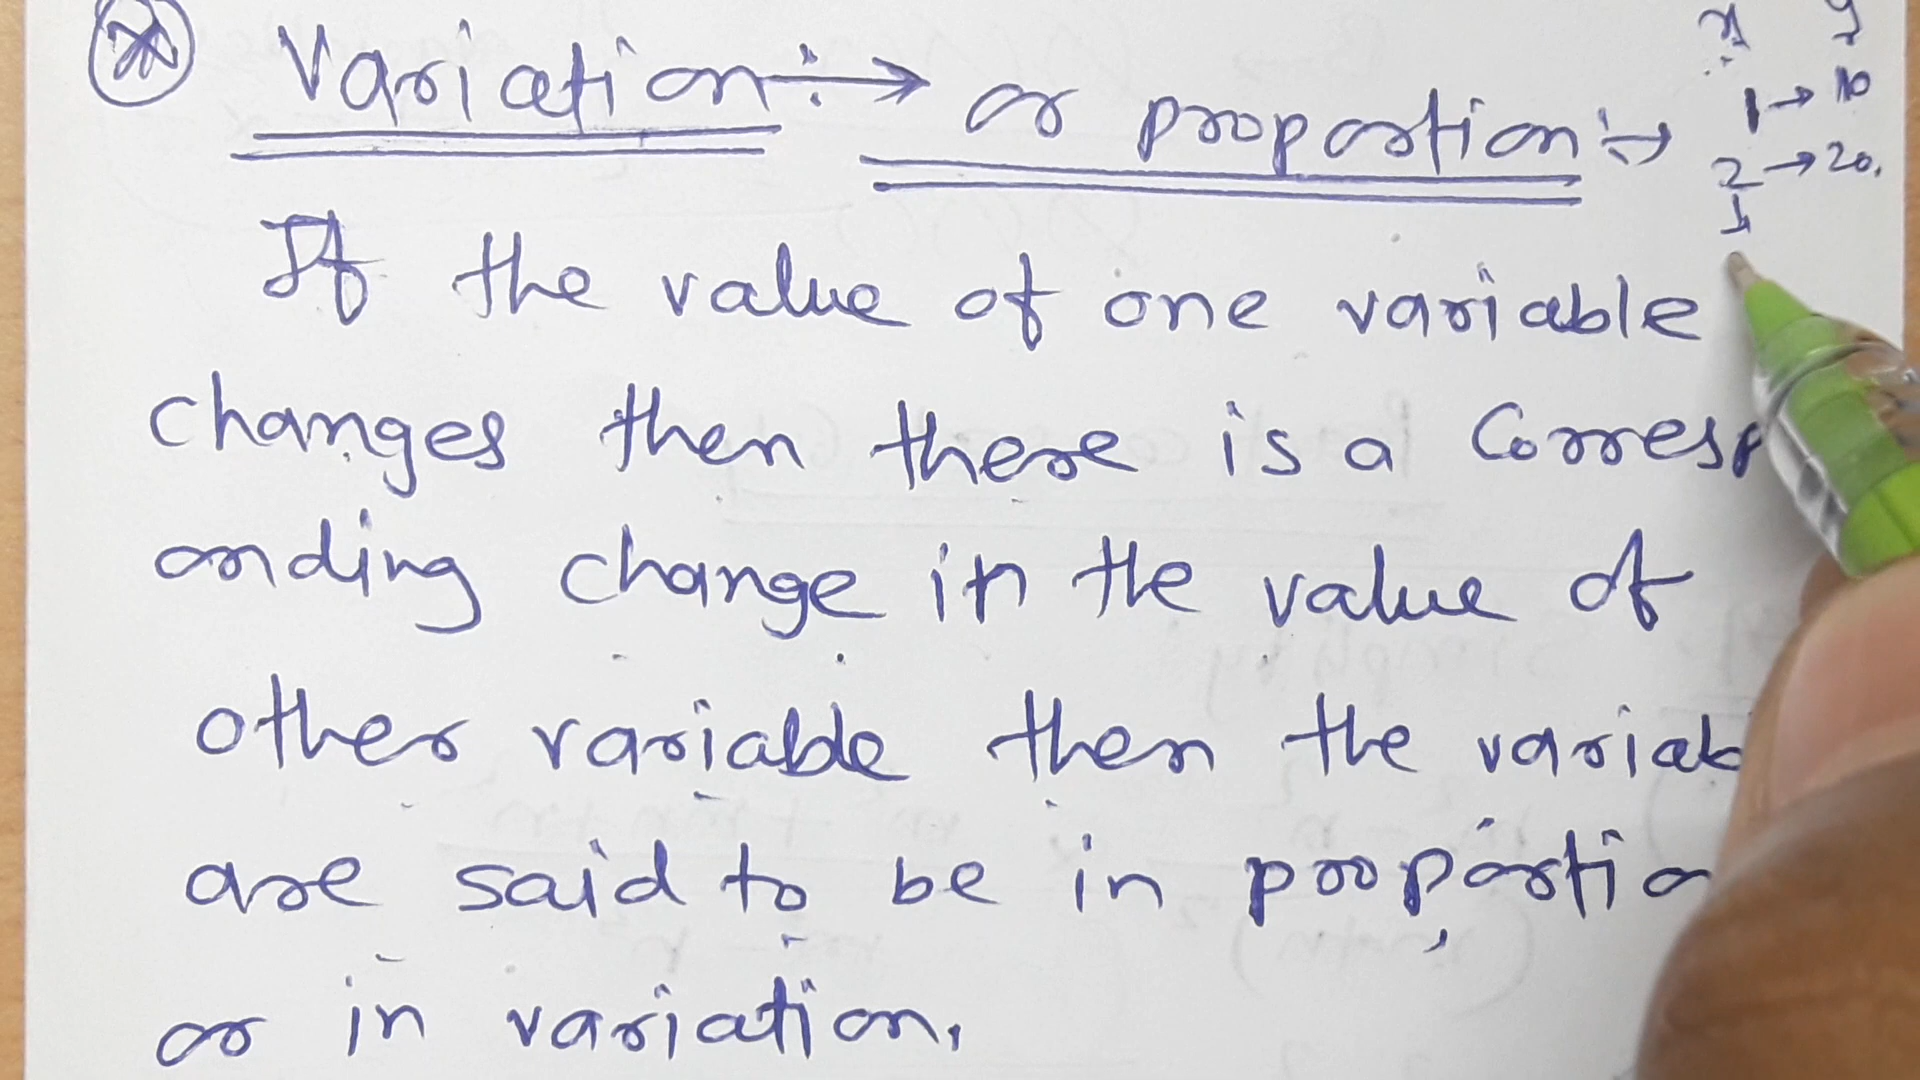 Variation :→ or proportion :→
If the value of one variable
changes then there is a Corresp
onding change in the value of
other variable then the variab
are said to be in proportio
or in variation.
x y
1 → 10
2 → 20.